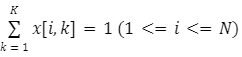 K
∑ x[i,k] = 1 (1 <= i <= N)
k = 1